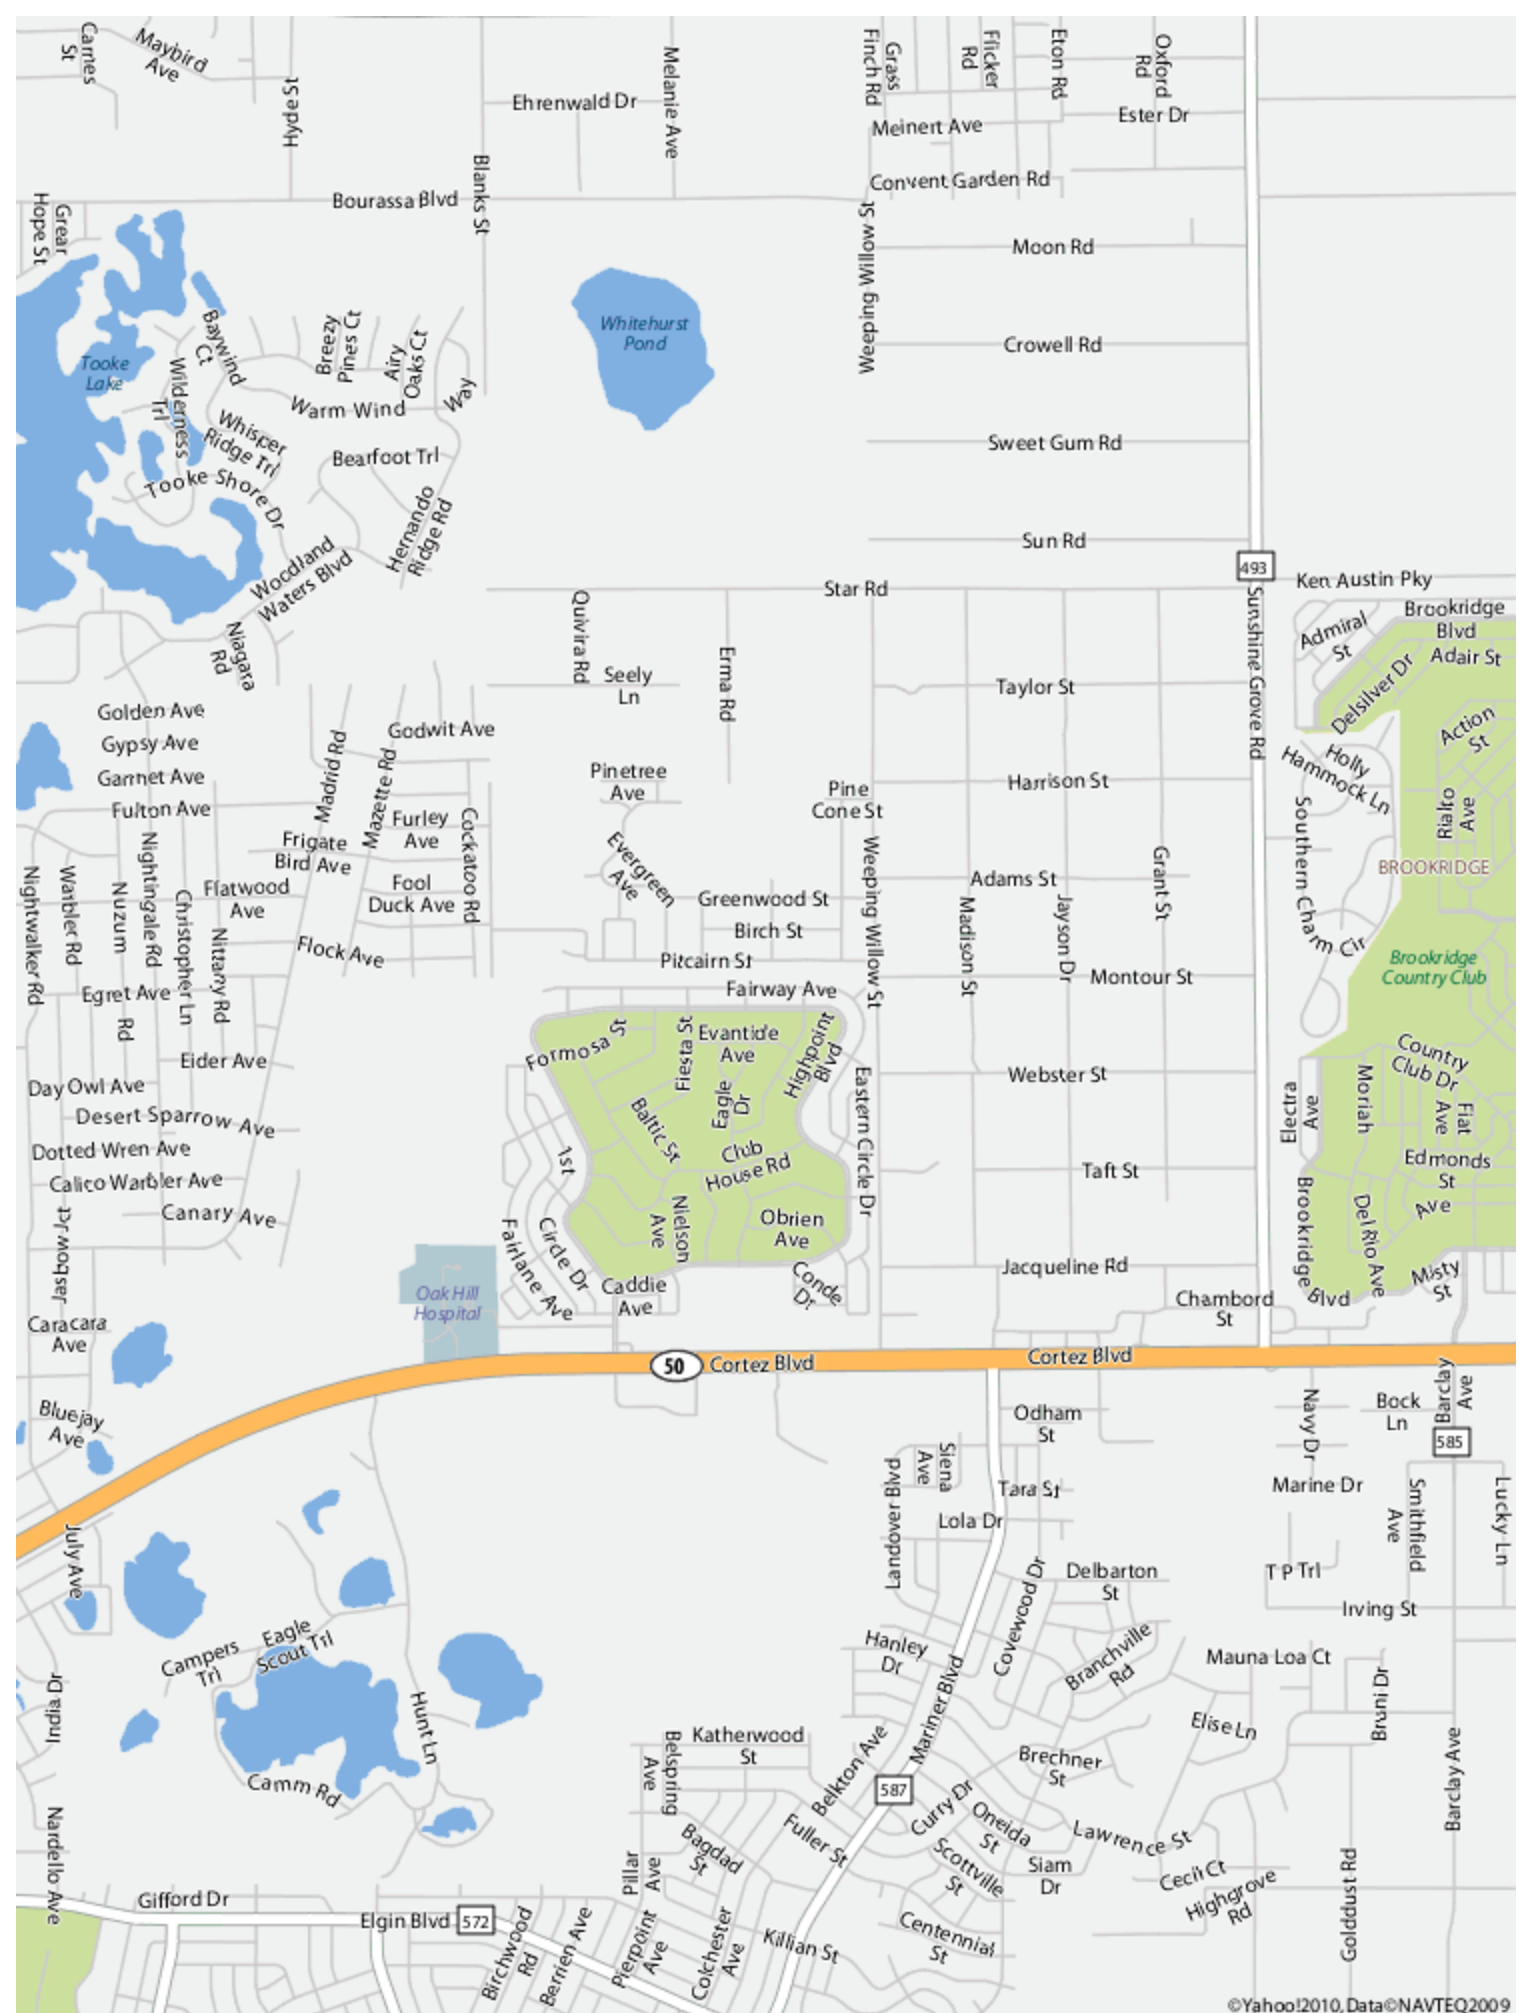 Carnes
St
Maybird
Ave
Hyde St
Ehrenwald Dr
Melanie Ave
Blanks St
Bourassa Blvd
Grass
Finch Rd
Flicker
Rd
Eton Rd
Oxford
Rd
Meinert Ave
Ester Dr
Convent Garden Rd
Grear
Hope St
Weeping Willow St
Moon Rd
Whitehurst
Pond
Crowell Rd
Tooke
Lake
Baywind
Ct
Breezy
Pines Ct
Airy
Oaks Ct
Wilderness
Trl
Warm Wind
Way
Whisper
Ridge Trl
Bearfoot Trl
Sweet Gum Rd
Tooke Shore Dr
Hernando
Ridge Rd
Sun Rd
Woodland
Waters Blvd
493
Ken Austin Pky
Star Rd
Niagara
Rd
Quivira Rd
Seely
Ln
Erma Rd
Sunshine Grove Rd
Admiral
St
Brookridge
Blvd
Adair St
Taylor St
Delsilver Dr
Golden Ave
Gypsy Ave
Garnet Ave
Fulton Ave
Madrid Rd
Godwit Ave
Mazette Rd
Action
St
Holly
Hammock Ln
Pinetree
Ave
Pine
Cone St
Harrison St
Rialto
Ave
Furley
Ave
Cockatoo Rd
Frigate
Bird Ave
Southern Charm Cir
BROOKRIDGE
Evergreen
Ave
Weeping Willow St
Adams St
Grant St
Nightwalker Rd
Warbler Rd
Nuzum
Rd
Nightingale Rd
Christopher Ln
Flatwood
Ave
Fool
Duck Ave
Greenwood St
Birch St
Madison St
Jayson Dr
Nittany Rd
Flock Ave
Pitcairn St
Montour St
Brookridge
Country Club
Egret Ave
Fairway Ave
Eider Ave
Formosa St
Fiesta St
Evantide
Ave
Highpoint
Blvd
Webster St
Country
Club Dr
Day Owl Ave
Desert Sparrow Ave
Eagle
Dr
Baltic St
Eastern Circle Dr
Electra
Ave
Moriah
Fiat
Ave
Dotted Wren Ave
1st
Circle Dr
Club
House Rd
Taft St
Edmonds
St
Calico Warbler Ave
Canary Ave
Fairlane Ave
Nielson
Ave
Obrien
Ave
Brookridge Blvd
Del Rio Ave
Ave
Jasbow Jct
Oak Hill
Hospital
Caddie
Ave
Conde
Dr
Jacqueline Rd
Misty
St
Chambord
St
Caracara
Ave
50
Cortez Blvd
Cortez Blvd
Bluejay
Ave
Odham
St
Navy Dr
Bock
Ln
Barclay
Ave
585
Siena
Ave
Landover Blvd
Tara St
Lola Dr
Marine Dr
Smithfield
Ave
Lucky Ln
July Ave
Covewood Dr
Delbarton
St
T P Trl
Irving St
Campers
Trl
Eagle
Scout Trl
Hanley
Dr
Branchville
Rd
Mauna Loa Ct
India Dr
Hunt Ln
Mariner Blvd
Elise Ln
Bruni Dr
Katherwood
St
Belspring
Ave
Belkton Ave
Brechner
St
Barclay Ave
Camm Rd
587
Curry Dr
Oneida
St
Lawrence St
Nardello Ave
Bagdad
St
Fuller St
Scottville
St
Siam
Dr
Cecil Ct
Pillar
Ave
Highgrove
Rd
Golddust Rd
Gifford Dr
Elgin Blvd
572
Birchwood
Rd
Berrien Ave
Pierpoint
Ave
Colchester
Ave
Killian St
Centennial
St
©Yahoo!2010, Data©NAVTEQ2009